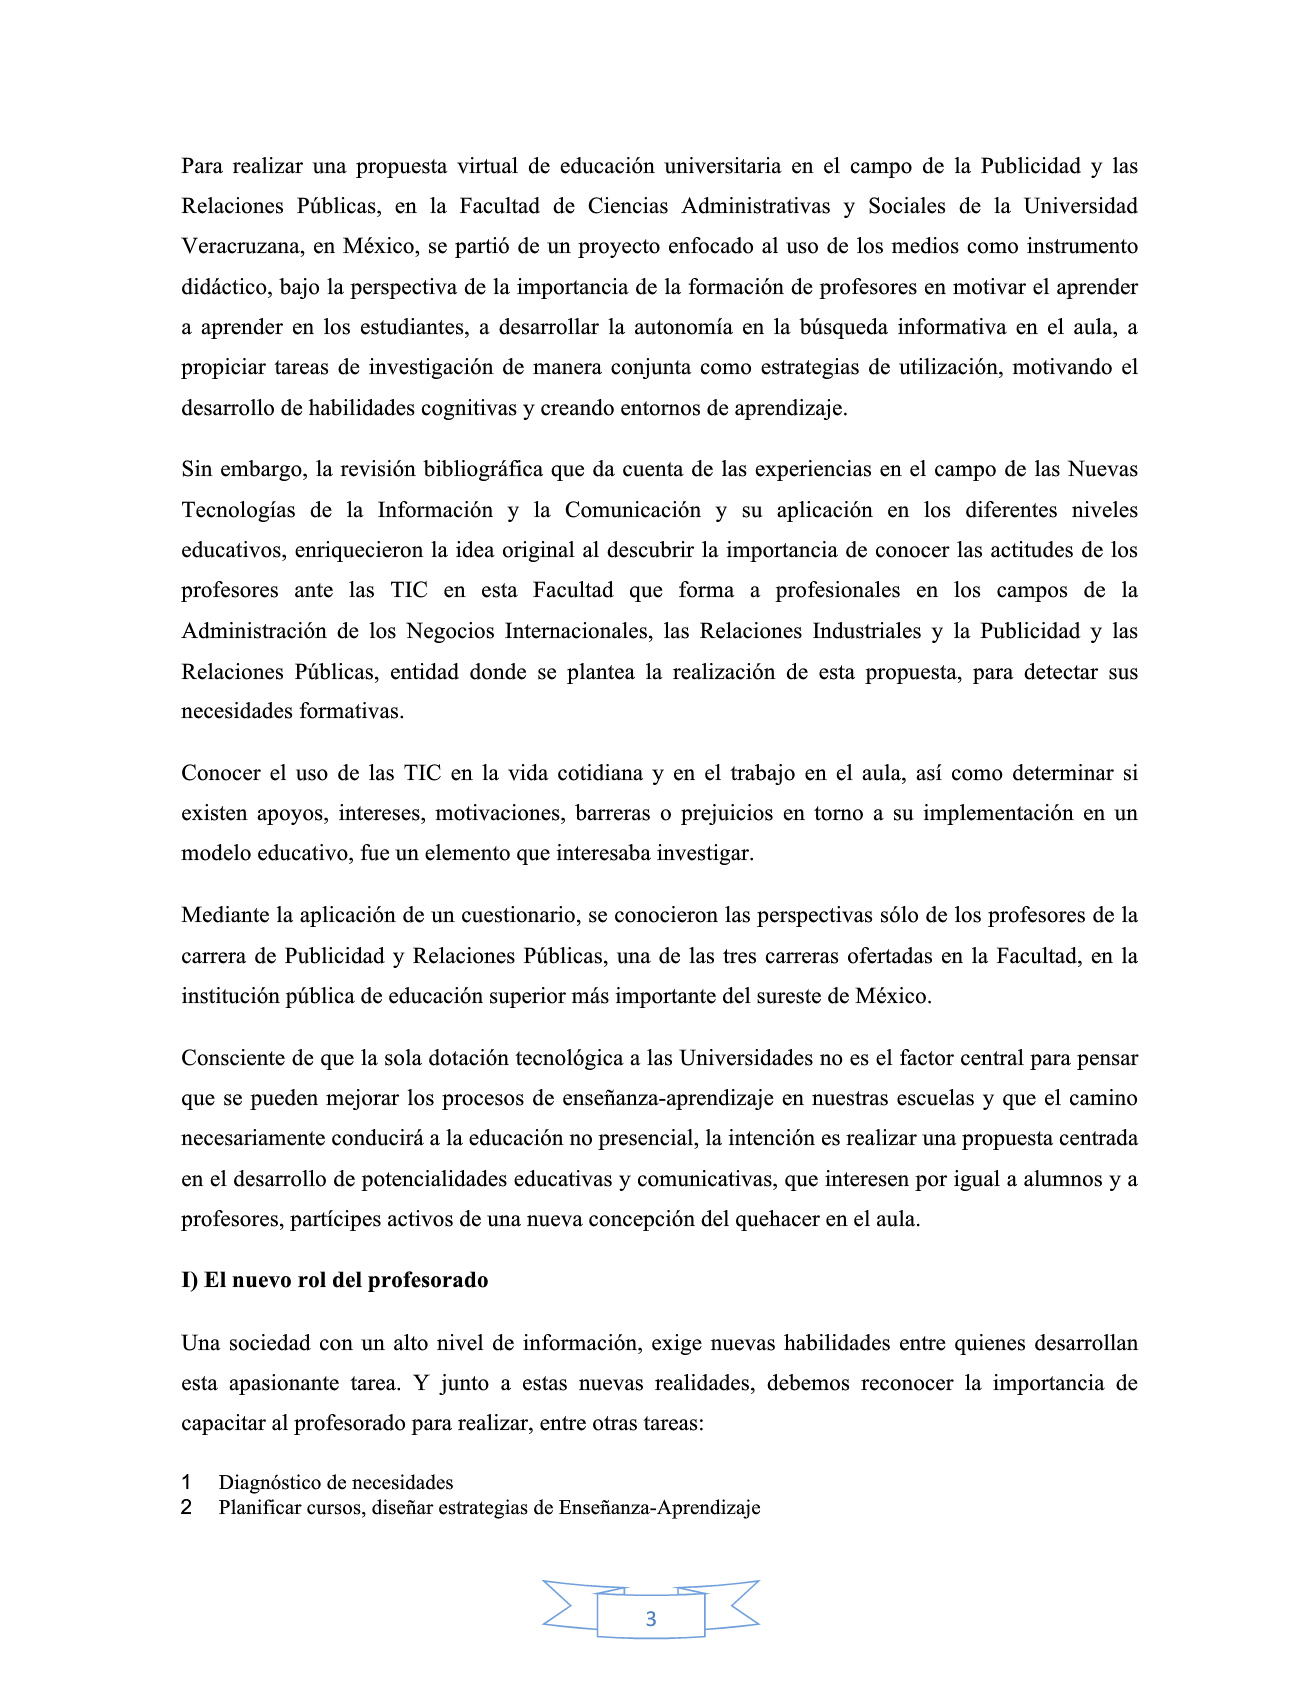 Para realizar una propuesta virtual de educación universitaria en el campo de la Publicidad y las
Relaciones Públicas, en la Facultad de Ciencias Administrativas y Sociales de la Universidad
Veracruzana, en México, se partió de un proyecto enfocado al uso de los medios como instrumento
didáctico, bajo la perspectiva de la importancia de la formación de profesores en motivar el aprender
a aprender en los estudiantes, a desarrollar la autonomía en la búsqueda informativa en el aula, a
propiciar tareas de investigación de manera conjunta como estrategias de utilización, motivando el
desarrollo de habilidades cognitivas y creando entornos de aprendizaje.
Sin embargo, la revisión bibliográfica que da cuenta de las experiencias en el campo de las Nuevas
Tecnologías de la Información y la Comunicación y su aplicación en los diferentes niveles
educativos, enriquecieron la idea original al descubrir la importancia de conocer las actitudes de los
profesores ante las TIC en esta Facultad que forma a profesionales en los campos de la
Administración de los Negocios Internacionales, las Relaciones Industriales y la Publicidad y las
Relaciones Públicas, entidad donde se plantea la realización de esta propuesta, para detectar sus
necesidades formativas.
Conocer el uso de las TIC en la vida cotidiana y en el trabajo en el aula, así como determinar si
existen apoyos, intereses, motivaciones, barreras o prejuicios en torno a su implementación en un
modelo educativo, fue un elemento que interesaba investigar.
Mediante la aplicación de un cuestionario, se conocieron las perspectivas sólo de los profesores de la
carrera de Publicidad y Relaciones Públicas, una de las tres carreras ofertadas en la Facultad, en la
institución pública de educación superior más importante del sureste de México.
Consciente de que la sola dotación tecnológica a las Universidades no es el factor central para pensar
que se pueden mejorar los procesos de enseñanza-aprendizaje en nuestras escuelas y que el camino
necesariamente conducirá a la educación no presencial, la intención es realizar una propuesta centrada
en el desarrollo de potencialidades educativas y comunicativas, que interesen por igual a alumnos y a
profesores, partícipes activos de una nueva concepción del quehacer en el aula.
I) El nuevo rol del profesorado
Una sociedad con un alto nivel de información, exige nuevas habilidades entre quienes desarrollan
esta apasionante tarea. Y junto a estas nuevas realidades, debemos reconocer la importancia de
capacitar al profesorado para realizar, entre otras tareas:
1 Diagnóstico de necesidades
2 Planificar cursos, diseñar estrategias de Enseñanza-Aprendizaje
3